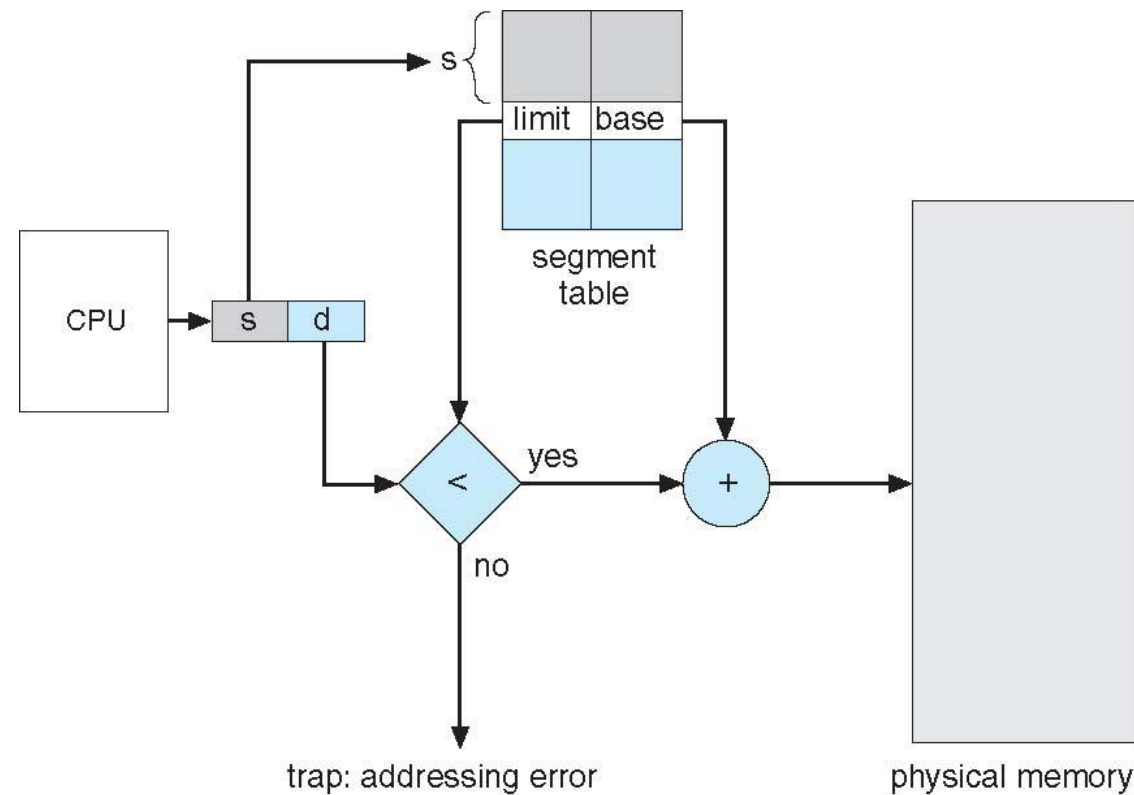 s
limit base
segment
table
CPU
s d
<
yes
+
no
trap: addressing error
physical memory